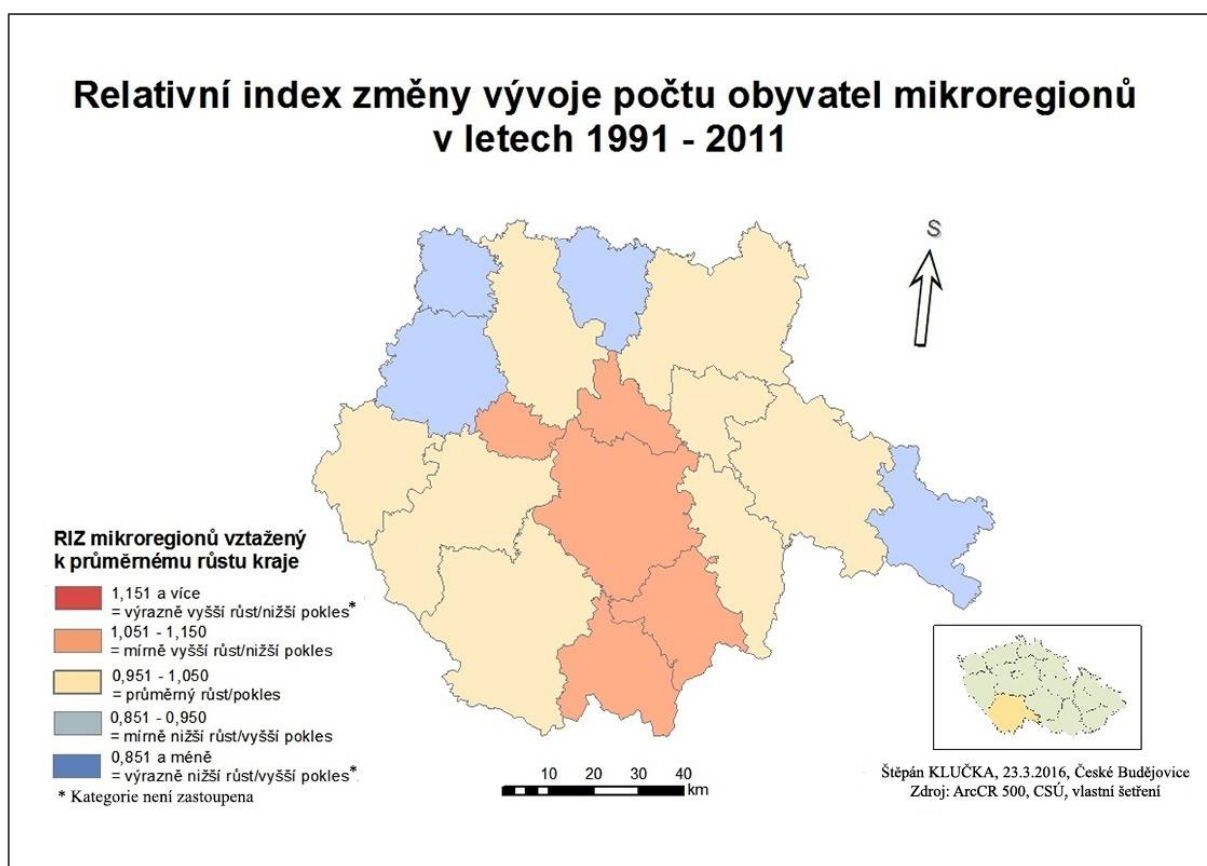 Relativní index změny vývoje počtu obyvatel mikroregionů
v letech 1991 - 2011
S
RIZ mikroregionů vztažený
k průměrnému růstu kraje
1,151 a více
= výrazně vyšší růst/nižší pokles*
1,051 - 1,150
= mírně vyšší růst/nižší pokles
0,951 - 1,050
= průměrný růst/pokles
0,851 - 0,950
= mírně nižší růst/vyšší pokles
0,851 a méně
= výrazně nižší růst/vyšší pokles*
* Kategorie není zastoupena
10 20 30 40
km
Štěpán KLUČKA, 23.3.2016, České Budějovice
Zdroj: ArcCR 500, CSÚ, vlastní šetření